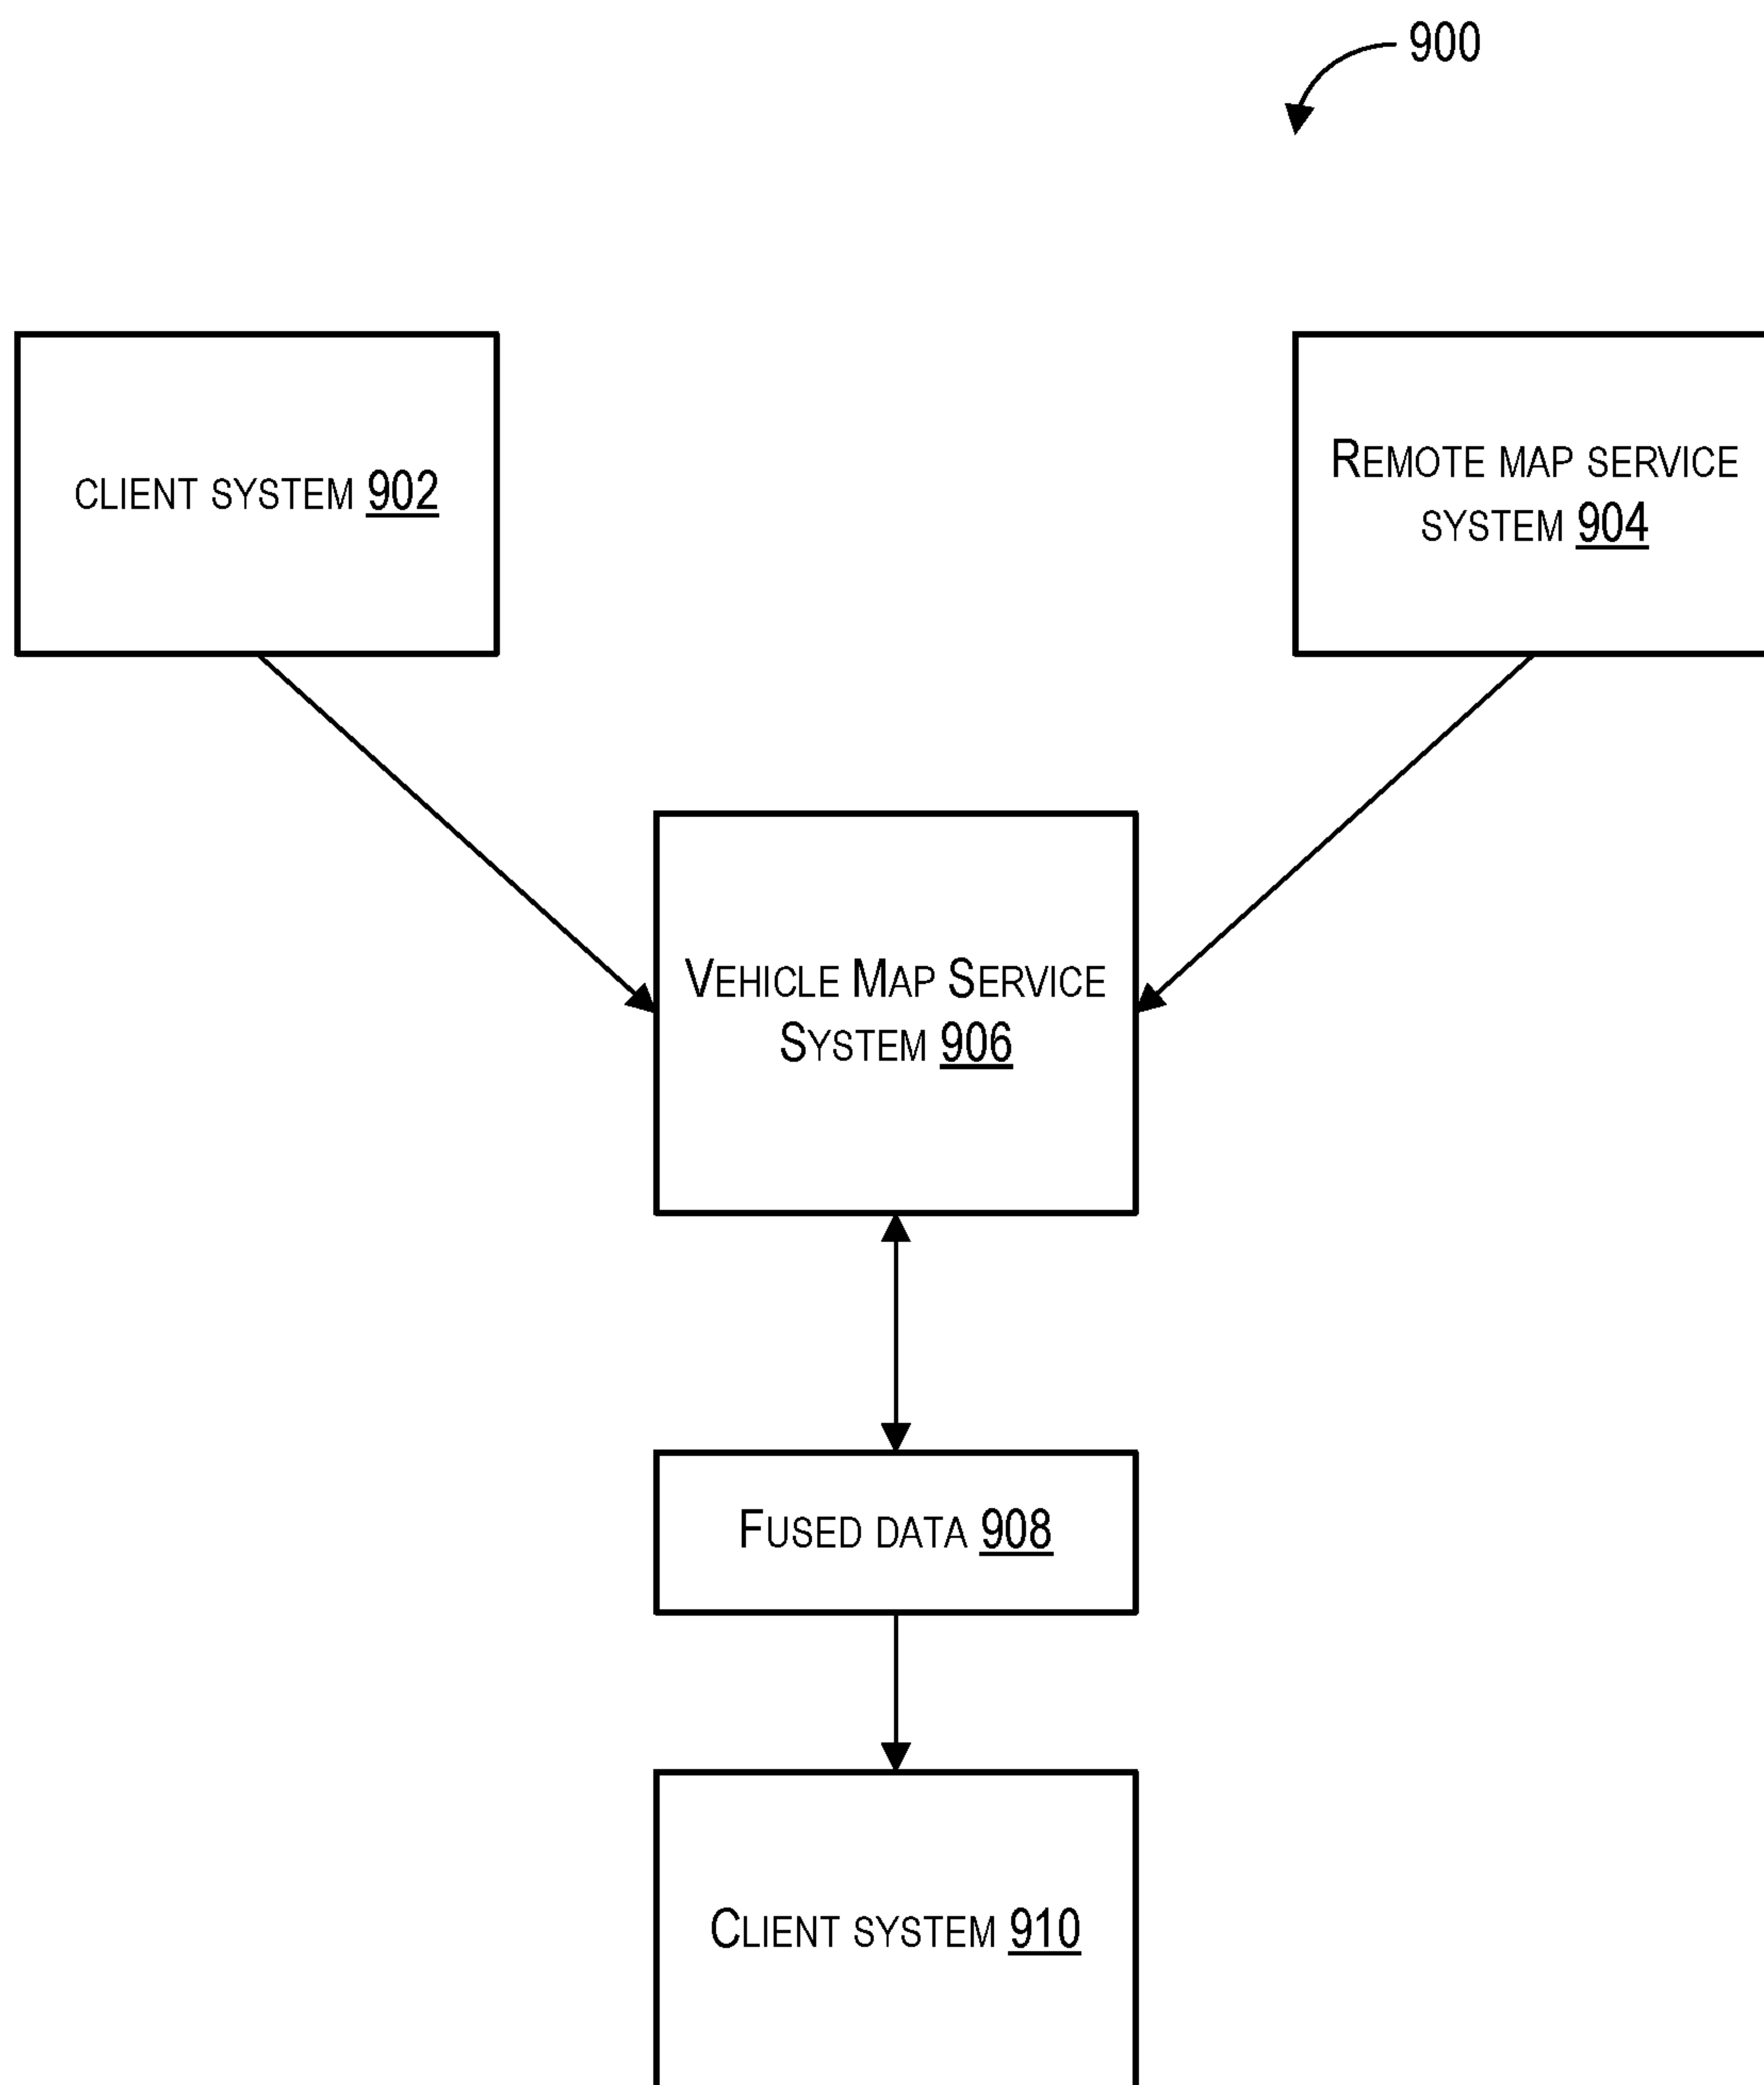 900
CLIENT SYSTEM 902
REMOTE MAP SERVICE
SYSTEM 904
VEHICLE MAP SERVICE
SYSTEM 906
FUSED DATA 908
CLIENT SYSTEM 910